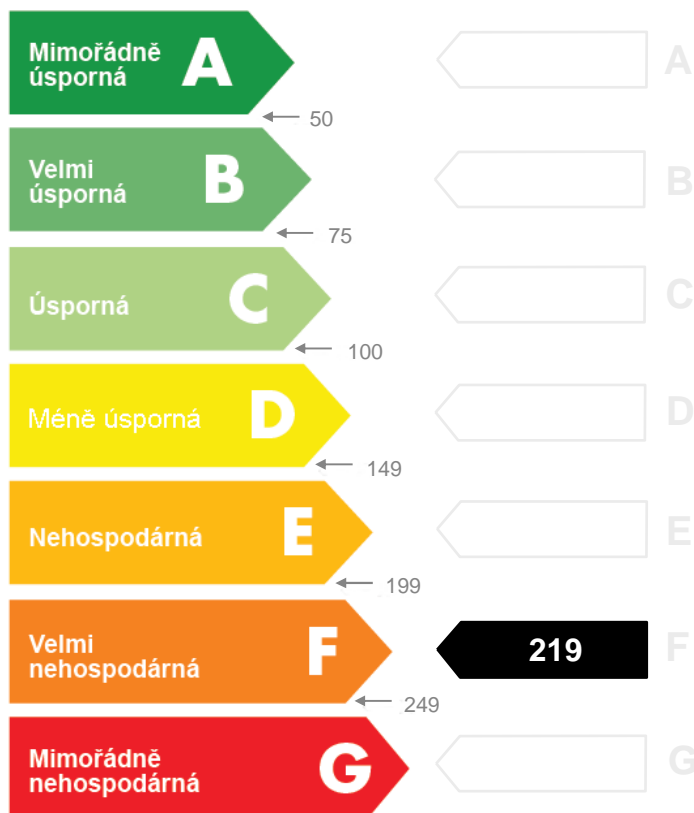 Mimořádně
úsporná
A
A
50
Velmi
úsporná
B
B
75
Úsporná
C
C
100
Méně úsporná
D
D
149
Nehospodárná
E
E
199
Velmi
nehospodárná
F
219
F
249
Mimořádně
nehospodárná
G
G